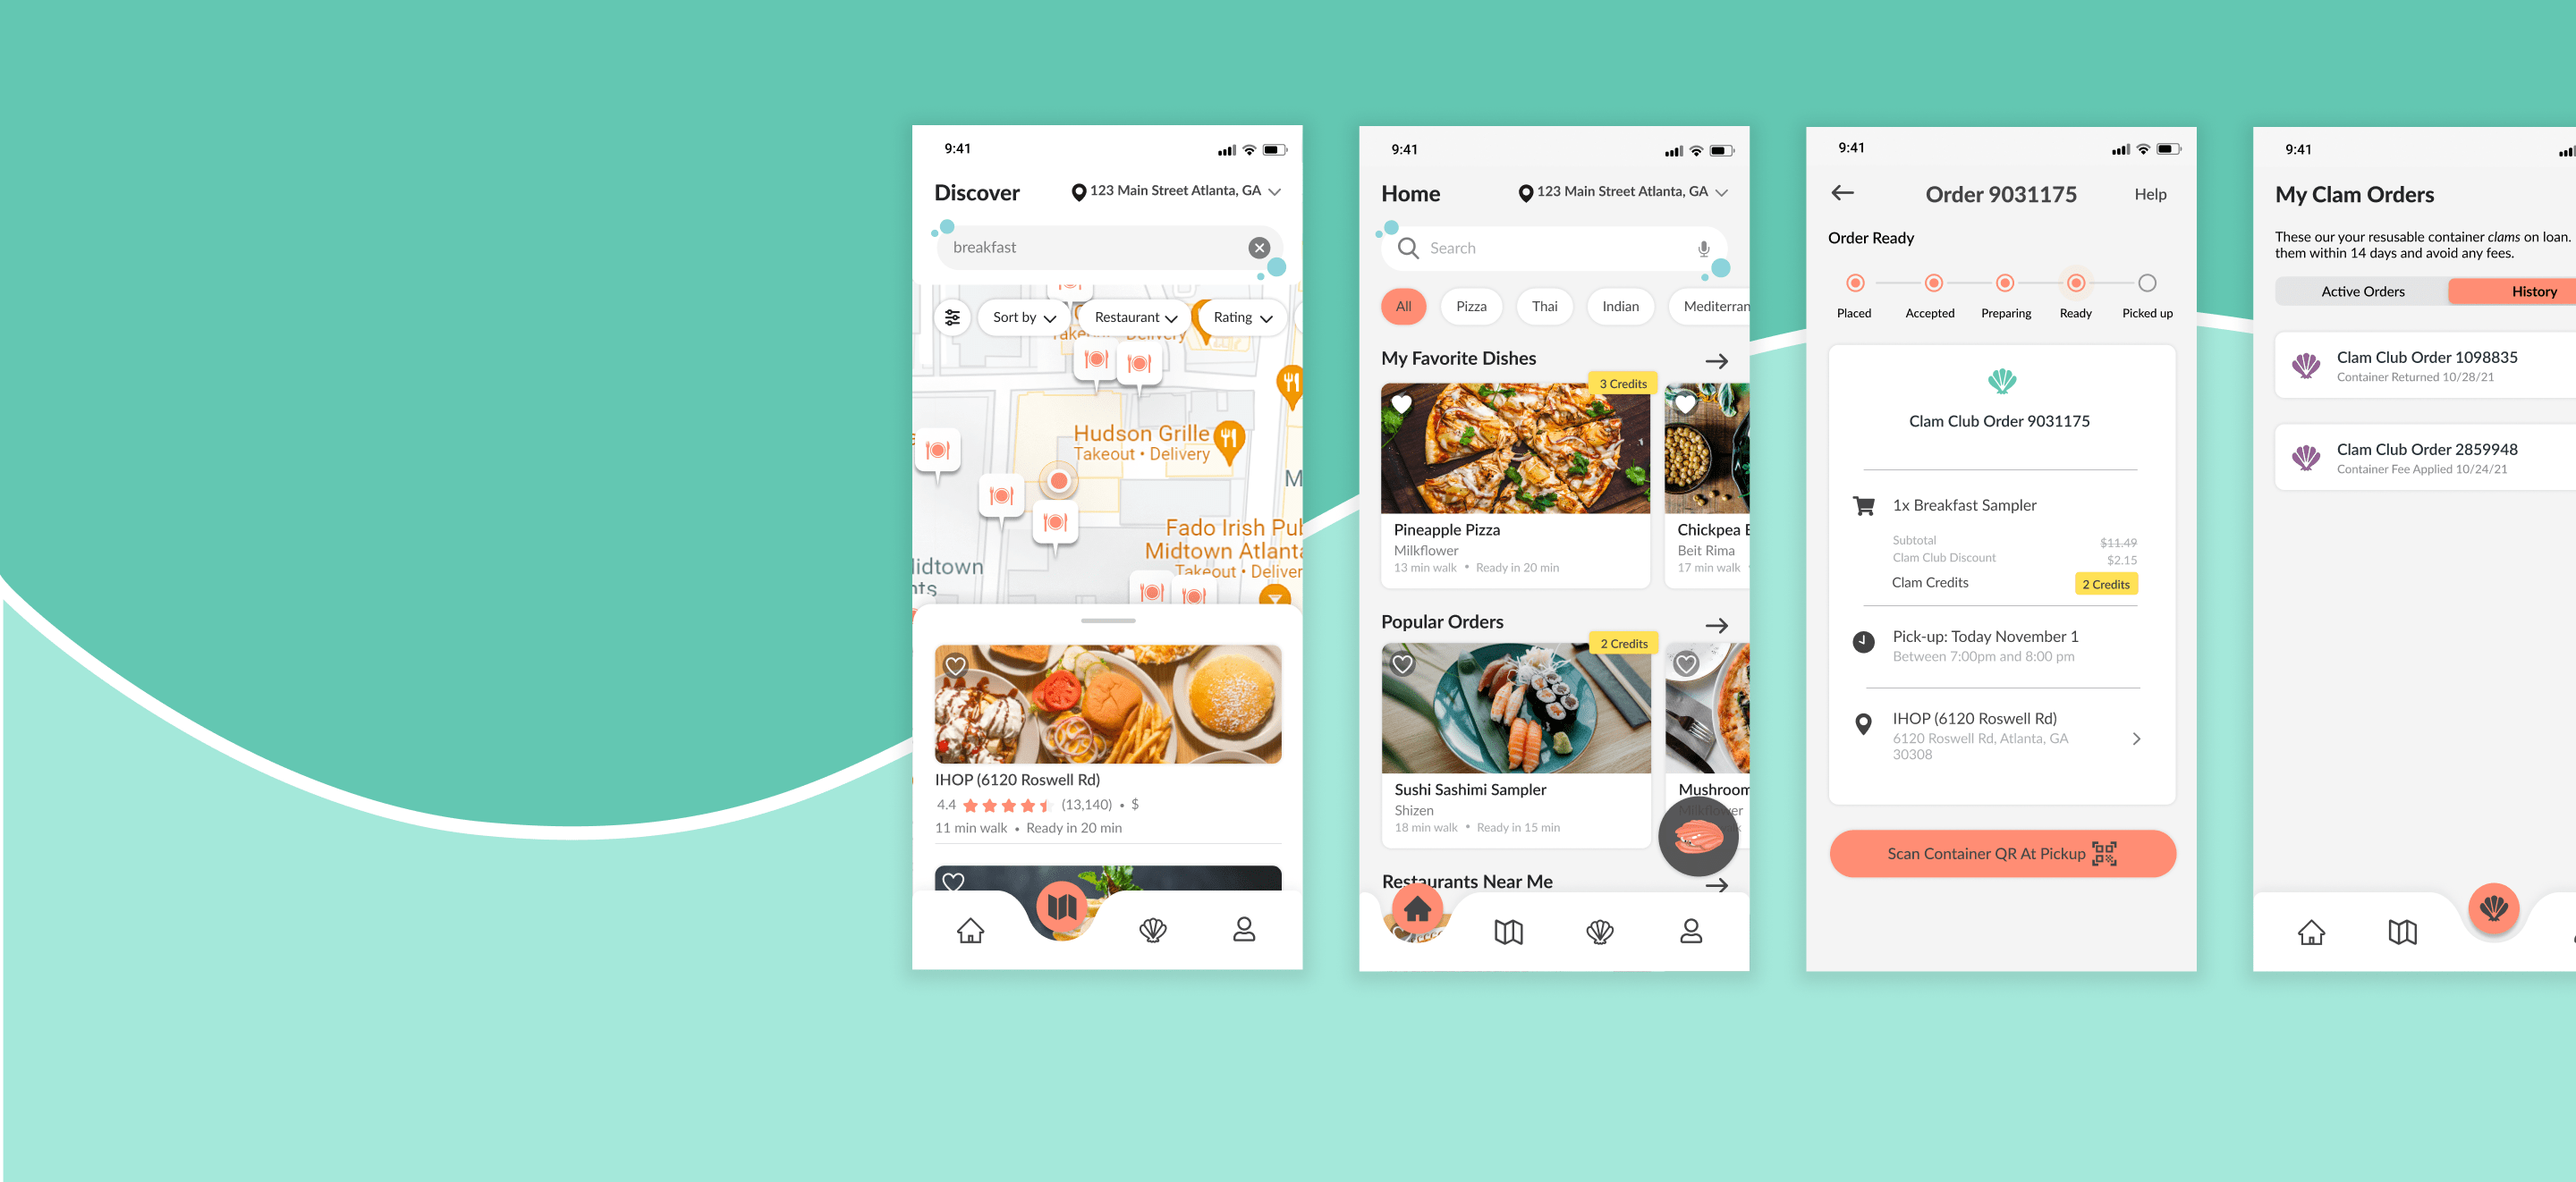 9:41
Discover
123 Main Street Atlanta, GA
breakfast
Sort by
Restaurant
Rating
Takeout • Delivery
Hudson Grille
Takeout • Delivery
M
Fado Irish Pub
Midtown Atlanta
Takeout • Deliver
idtown
nts
IHOP (6120 Roswell Rd)
4.4 (13,140) • $
11 min walk • Ready in 20 min
9:41
Home
123 Main Street Atlanta, GA
Search
All
Pizza
Thai
Indian
Mediterran
My Favorite Dishes
3 Credits
Pineapple Pizza
Milkflower
13 min walk • Ready in 20 min
Chickpea
Beit Rima
17 min walk
Popular Orders
2 Credits
Sushi Sashimi Sampler
Shizen
18 min walk • Ready in 15 min
Mushroom
Milkflower
Restaurants Near Me
9:41
Order 9031175
Help
Order Ready
Placed
Accepted
Preparing
Ready
Picked up
Clam Club Order 9031175
1x Breakfast Sampler
Subtotal $11.49
Clam Club Discount $2.15
Clam Credits 2 Credits
Pick-up: Today November 1
Between 7:00pm and 8:00 pm
IHOP (6120 Roswell Rd)
6120 Roswell Rd, Atlanta, GA
30308
Scan Container QR At Pickup
9:41
My Clam Orders
These our your resusable container clams on loan.
them within 14 days and avoid any fees.
Active Orders
History
Clam Club Order 1098835
Container Returned 10/28/21
Clam Club Order 2859948
Container Fee Applied 10/24/21